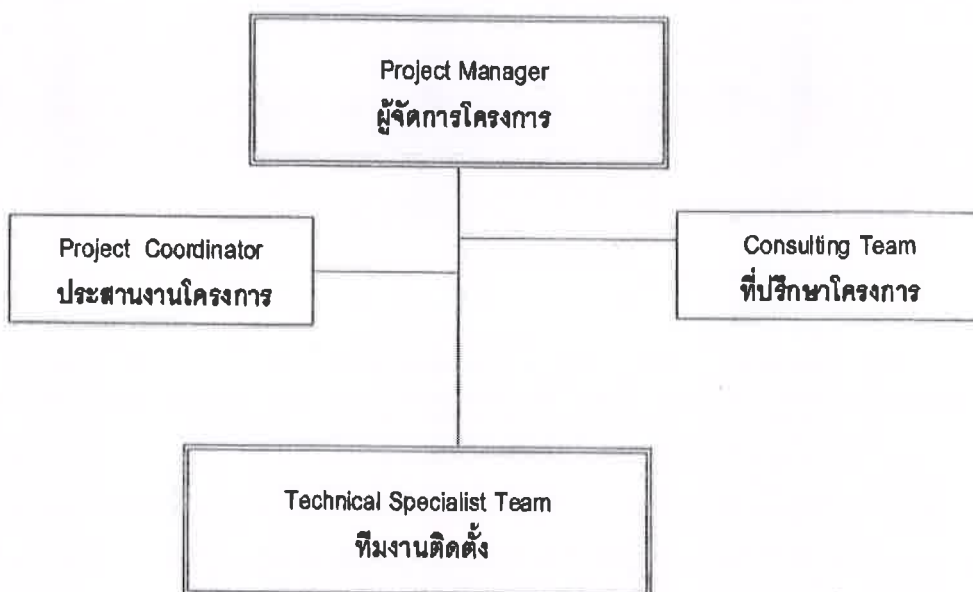 Project Manager
ผู้จัดการโครงการ
Project Coordinator
ประสานงานโครงการ
Consulting Team
ที่ปรึกษาโครงการ
Technical Specialist Team
ทีมงานติดตั้ง